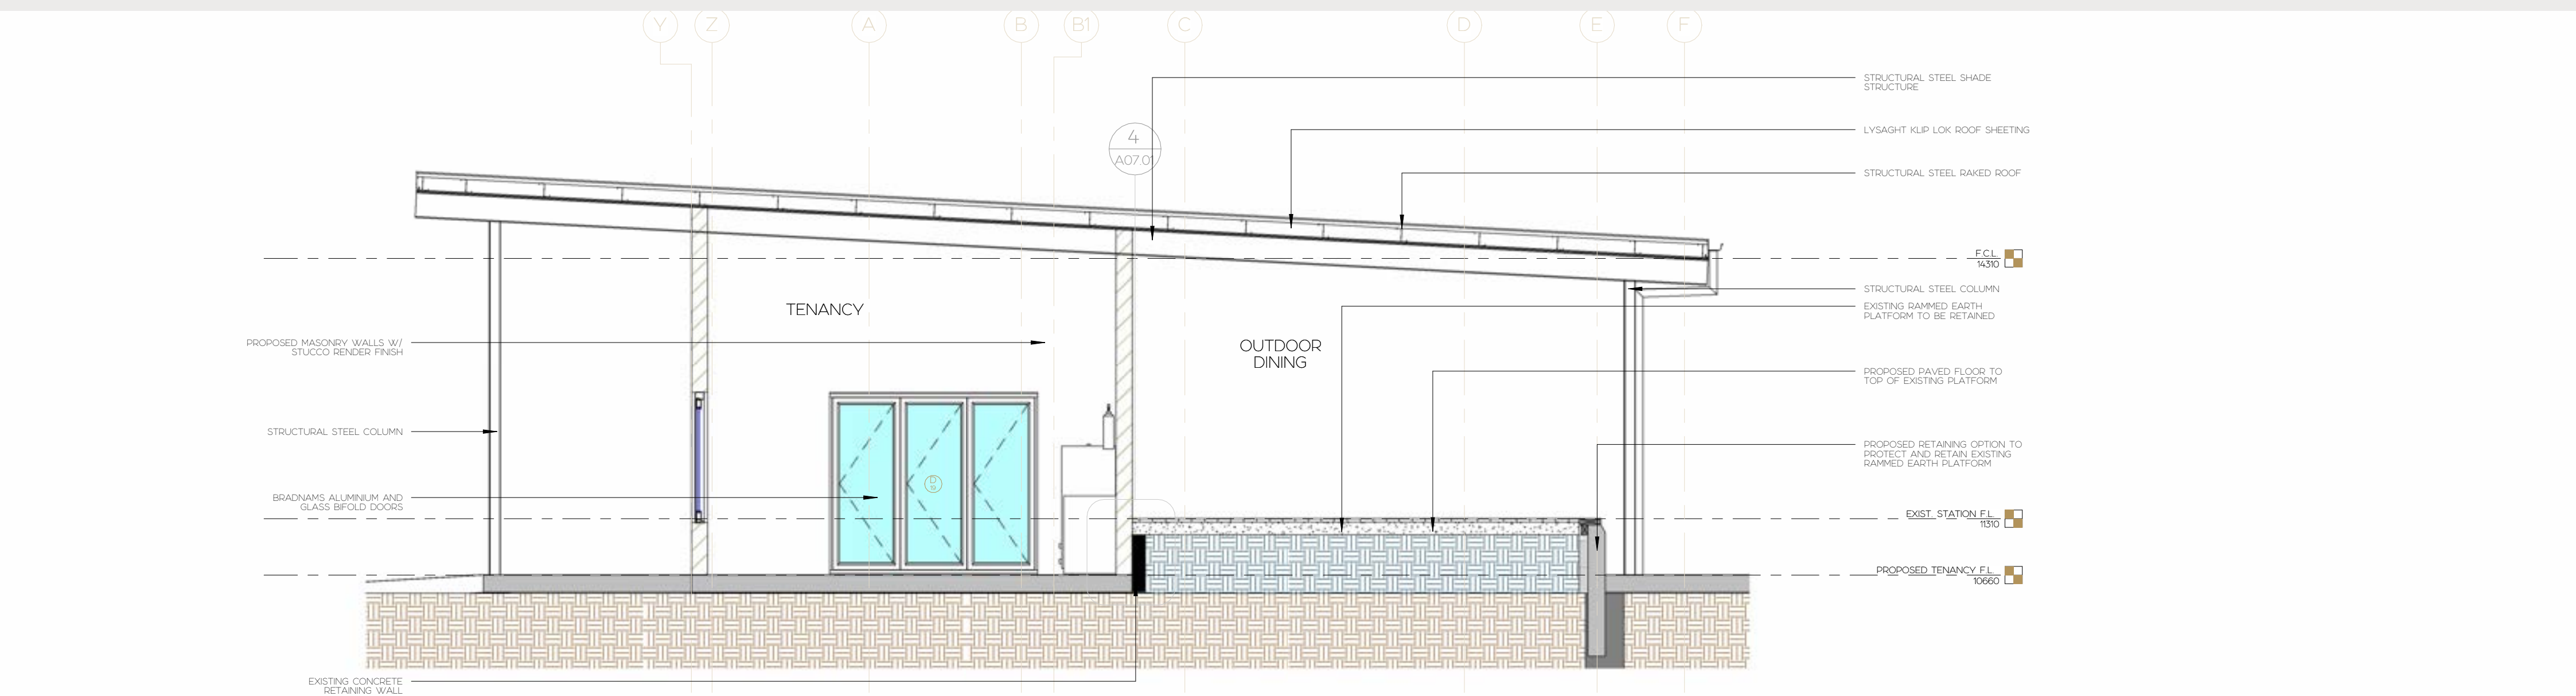 Y Z A B B1 C D E F
STRUCTURAL STEEL SHADE
STRUCTURE
4
A07.01
LYSAGHT KLIP LOK ROOF SHEETING
STRUCTURAL STEEL RAKED ROOF
F.C.L.
14310
STRUCTURAL STEEL COLUMN
TENANCY
EXISTING RAMMED EARTH
PLATFORM TO BE RETAINED
PROPOSED MASONRY WALLS W/
STUCCO RENDER FINISH
OUTDOOR
DINING
PROPOSED PAVED FLOOR TO
TOP OF EXISTING PLATFORM
STRUCTURAL STEEL COLUMN
PROPOSED RETAINING OPTION TO
PROTECT AND RETAIN EXISTING
RAMMED EARTH PLATFORM
BRADNAMS ALUMINIUM AND
GLASS BIFOLD DOORS
EXIST. STATION F.L.
11310
PROPOSED TENANCY F.L.
10660
EXISTING CONCRETE
RETAINING WALL